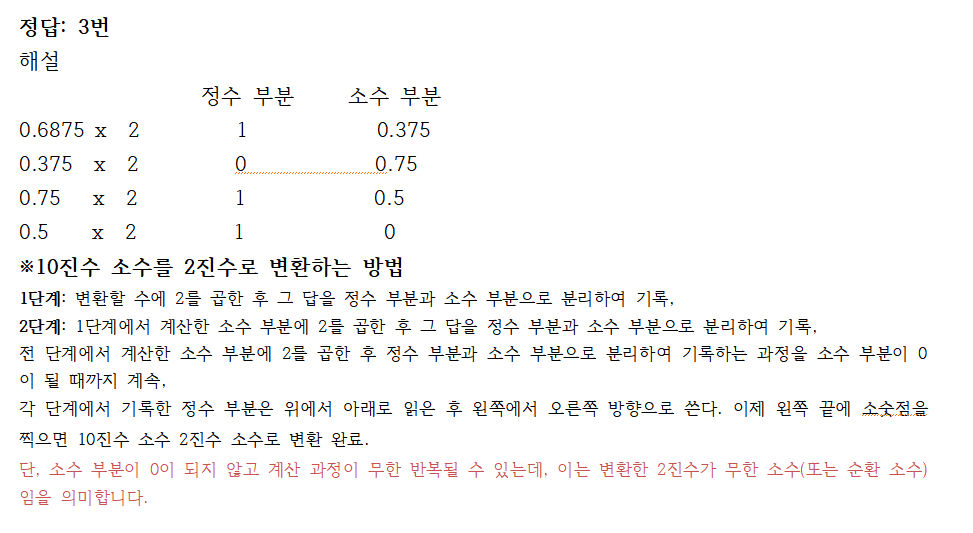 정답: 3번
해설
정수 부분 소수 부분
0.6875 x 2 1 0.375
0.375 x 2 0 0.75
0.75 x 2 1 0.5
0.5 x 2 1 0
※10진수 소수를 2진수로 변환하는 방법
1단계: 변환할 수에 2를 곱한 후 그 답을 정수 부분과 소수 부분으로 분리하여 기록,
2단계: 1단계에서 계산한 소수 부분에 2를 곱한 후 그 답을 정수 부분과 소수 부분으로 분리하여 기록,
전 단계에서 계산한 소수 부분에 2를 곱한 후 정수 부분과 소수 부분으로 분리하여 기록하는 과정을 소수 부분이 0
이 될 때까지 계속,
각 단계에서 기록한 정수 부분은 위에서 아래로 읽은 후 왼쪽에서 오른쪽 방향으로 쓴다. 이제 왼쪽 끝에 소숫점을
찍으면 10진수 소수 2진수 소수로 변환 완료.
단, 소수 부분이 0이 되지 않고 계산 과정이 무한 반복될 수 있는데, 이는 변환한 2진수가 무한 소수(또는 순환 소수)
임을 의미합니다.